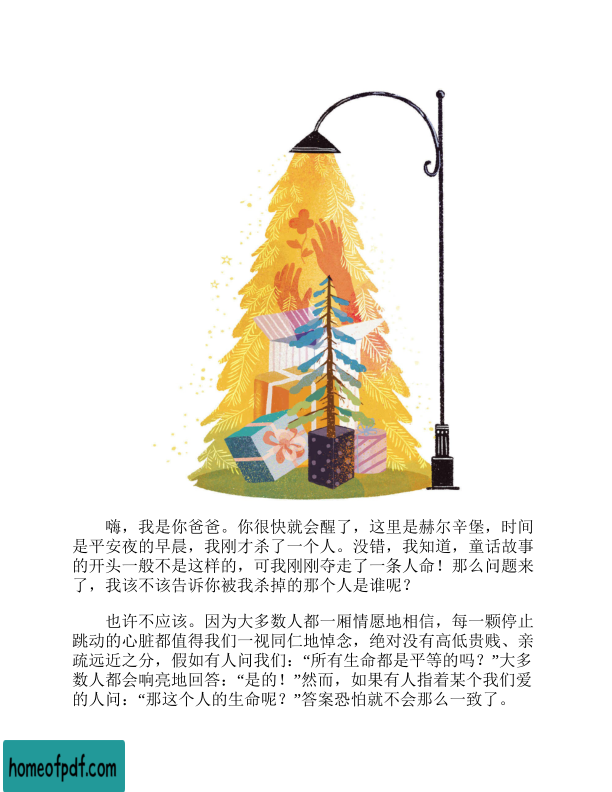 嗨，我是你爸爸。你很快就会醒了，这里是赫尔辛堡，时间
是平安夜的早晨，我刚才杀了一个人。没错，我知道，童话故事
的开头一般不是这样的，可我刚刚夺走了一条人命！那么问题来
了，我该不该告诉你被我杀掉的那个人是谁呢？
也许不应该。因为大多数人都一厢情愿地相信，每一颗停止
跳动的心脏都值得我们一视同仁地悼念，绝对没有高低贵贱、亲
疏远近之分，假如有人问我们：“所有生命都是平等的吗？”大多
数人都会响亮地回答：“是的！”然而，如果有人指着某个我们爱
的人问：“那这个人的生命呢？”答案恐怕就不会那么一致了。
homeofpdf.com